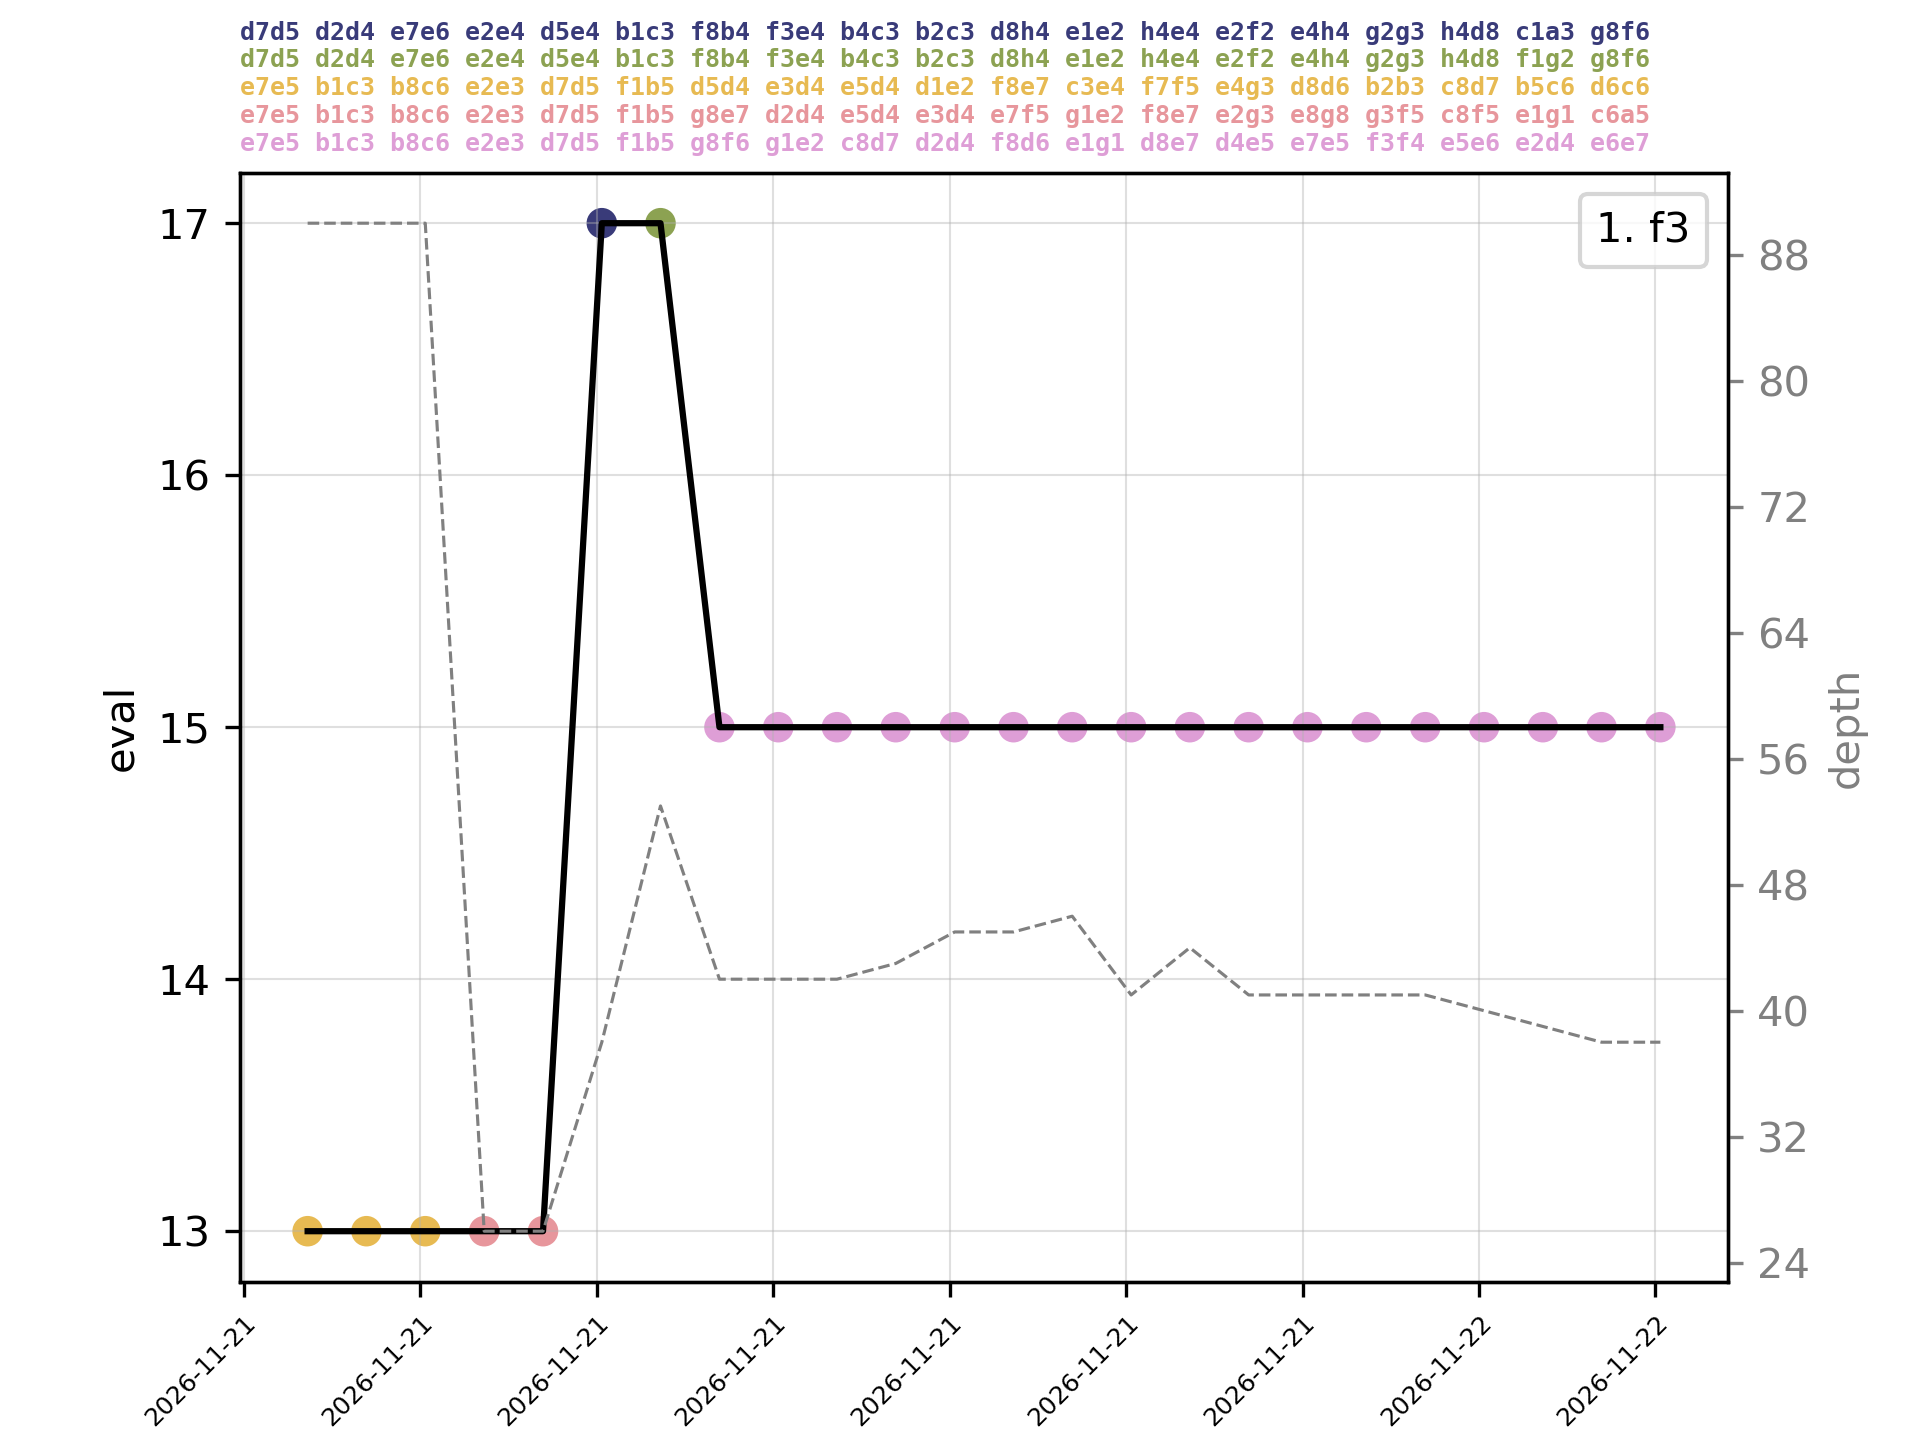 d7d5 d2d4 e7e6 e2e4 d5e4 b1c3 f8b4 f3e4 b4c3 b2c3 d8h4 e1e2 h4e4 e2f2 e4h4 g2g3 h4d8 c1a3 g8f6
d7d5 d2d4 e7e6 e2e4 d5e4 b1c3 f8b4 f3e4 b4c3 b2c3 d8h4 e1e2 h4e4 e2f2 e4h4 g2g3 h4d8 f1g2 g8f6
e7e5 b1c3 b8c6 e2e3 d7d5 f1b5 d5d4 e3d4 e5d4 d1e2 f8e7 c3e4 f7f5 e4g3 d8d6 b2b3 c8d7 b5c6 d6c6
e7e5 b1c3 b8c6 e2e3 d7d5 f1b5 g8e7 d2d4 e5d4 e3d4 e7f5 g1e2 f8e7 e2g3 e8g8 g3f5 c8f5 e1g1 c6a5
e7e5 b1c3 b8c6 e2e3 d7d5 f1b5 g8f6 g1e2 c8d7 d2d4 f8d6 e1g1 d8e7 d4e5 e7e5 f3f4 e5e6 e2d4 e6e7
1. f3
17
16
15
14
13
eval
88
80
72
64
56
48
40
32
24
depth
2026-11-21
2026-11-21
2026-11-21
2026-11-21
2026-11-21
2026-11-21
2026-11-21
2026-11-22
2026-11-22